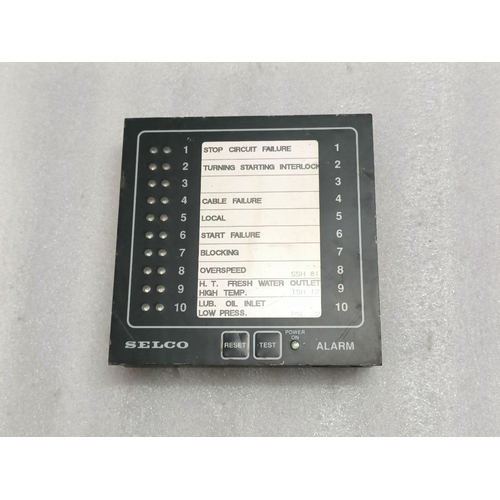 1 STOP CIRCUIT FAILURE 1
2 TURNING STARTING INTERLOCK 2
3 3
4 CABLE FAILURE 4
5 LOCAL 5
6 START FAILURE 6
7 BLOCKING 7
8 OVERSPEED 8
SSH
9 H. T. FRESH WATER OUTLET 9
HIGH TEMP. TSH
10 LUB. OIL INLET 10
LOW PRESS.
SELCO RESET TEST POWER ON ALARM